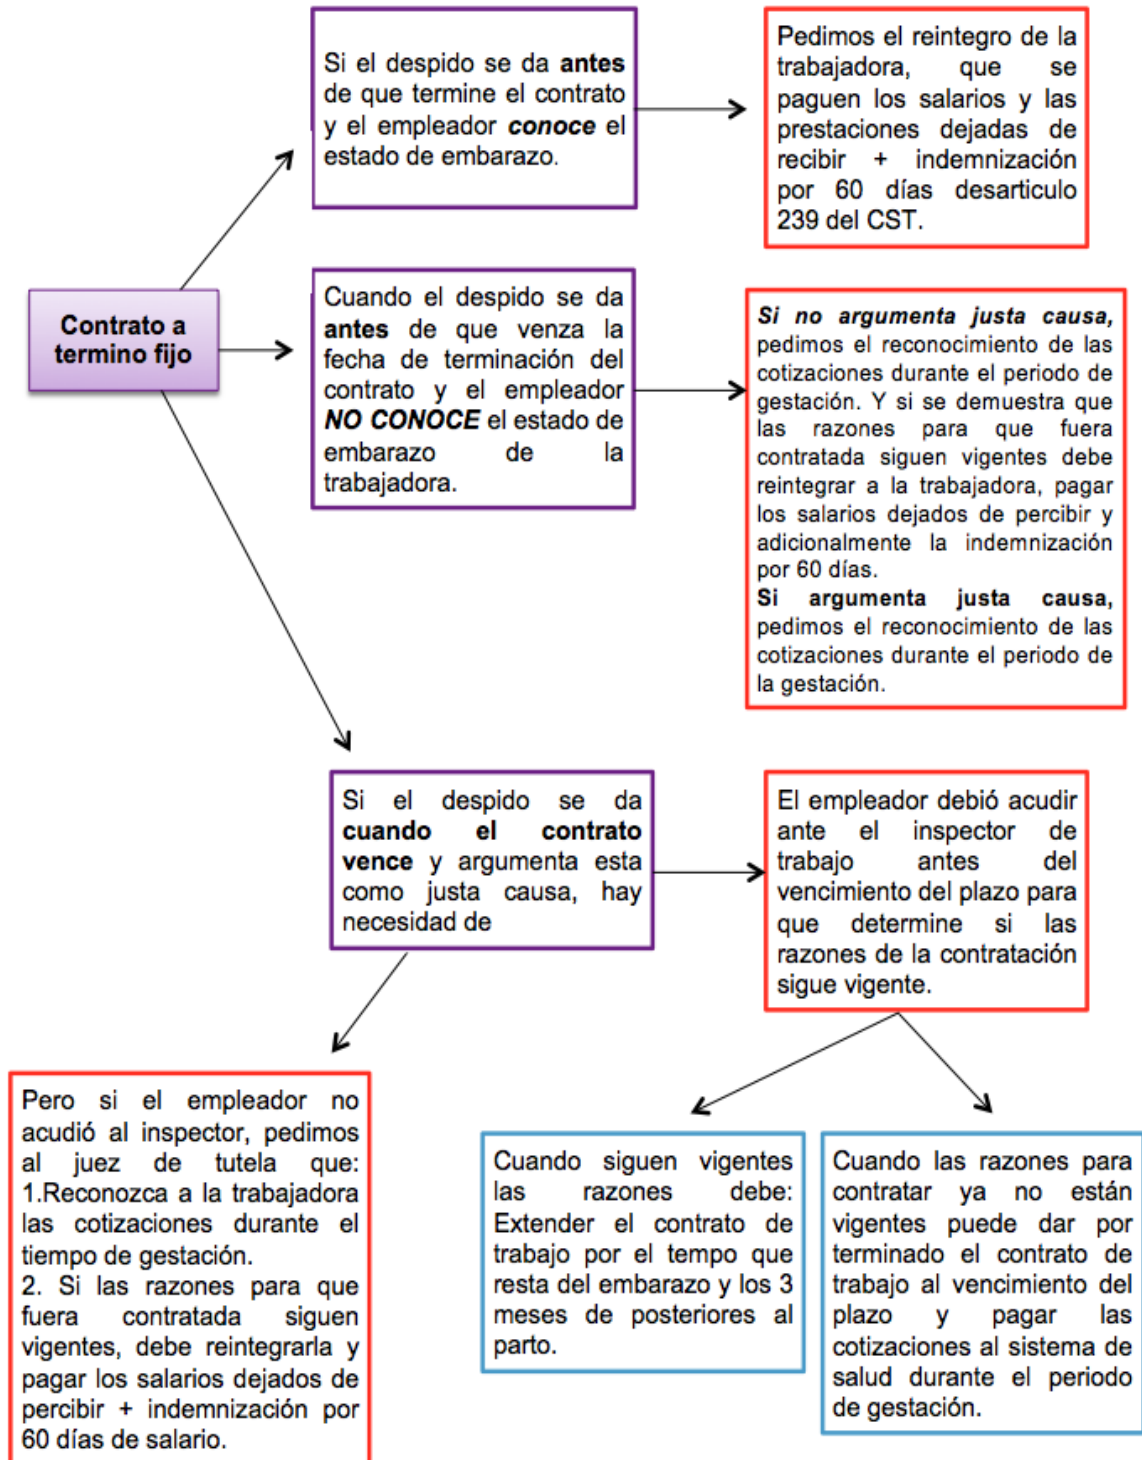 Si el despido se da antes
de que termine el contrato
y el empleador conoce el
estado de embarazo.
Pedimos el reintegro de la
trabajadora, que se
paguen los salarios y las
prestaciones dejadas de
recibir + indemnización
por 60 días desarticulo
239 del CST.
Contrato a
termino fijo
Cuando el despido se da
antes de que venza la
fecha de terminación del
contrato y el empleador
NO CONOCE el estado de
embarazo de la
trabajadora.
Si no argumenta justa causa,
pedimos el reconocimiento de las
cotizaciones durante el periodo de
gestación. Y si se demuestra que
las razones para que fuera
contratada siguen vigentes debe
reintegrar a la trabajadora, pagar
los salarios dejados de percibir y
adicionalmente la indemnización
por 60 días.
Si argumenta justa causa,
pedimos el reconocimiento de las
cotizaciones durante el periodo de
la gestación.
Si el despido se da
cuando el contrato
vence y argumenta esta
como justa causa, hay
necesidad de
El empleador debió acudir
ante el inspector de
trabajo antes del
vencimiento del plazo para
que determine si las
razones de la contratación
sigue vigente.
Pero si el empleador no
acudió al inspector, pedimos
al juez de tutela que:
1.Reconozca a la trabajadora
las cotizaciones durante el
tiempo de gestación.
2. Si las razones para que
fuera contratada siguen
vigentes, debe reintegrarla y
pagar los salarios dejados de
percibir + indemnización por
60 días de salario.
Cuando siguen vigentes
las razones debe:
Extender el contrato de
trabajo por el tempo que
resta del embarazo y los 3
meses de posteriores al
parto.
Cuando las razones para
contratar ya no están
vigentes puede dar por
terminado el contrato de
trabajo al vencimiento del
plazo y pagar las
cotizaciones al sistema de
salud durante el periodo
de gestación.